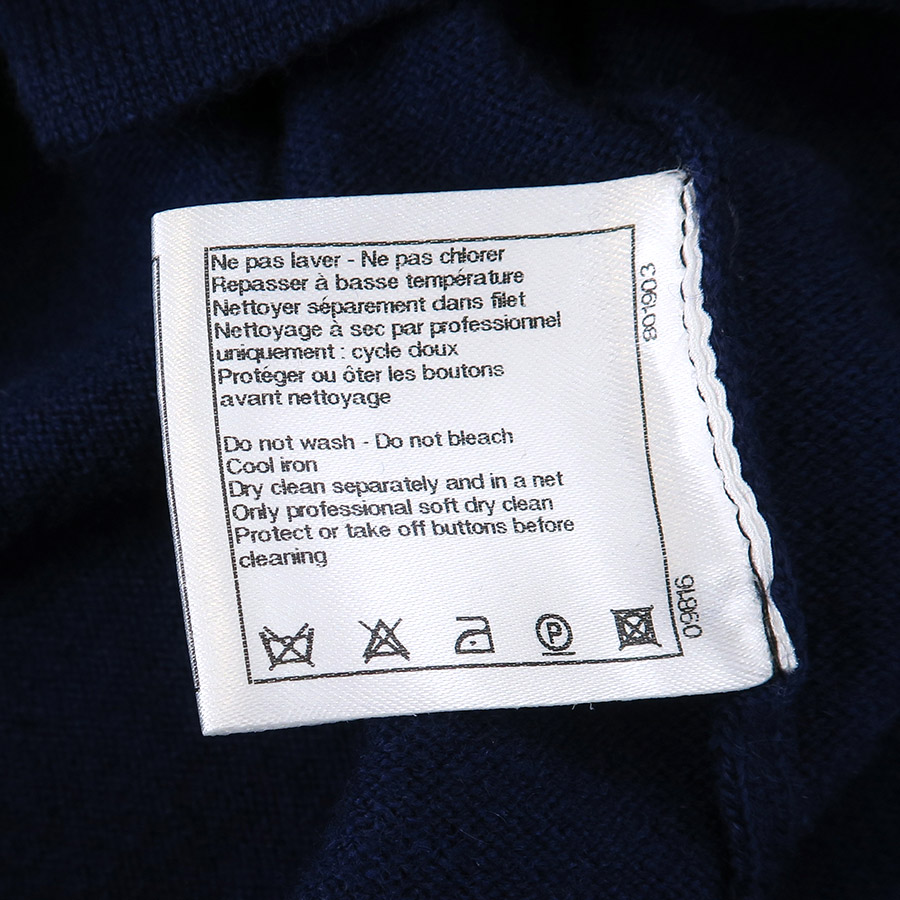 Ne pas laver - Ne pas chlorer
Repasser à basse température
Nettoyer séparement dans filet
Nettoyage à sec par professionnel
uniquement : cycle doux
Protéger ou ôter les boutons
avant nettoyage
Do not wash - Do not bleach
Cool iron
Dry clean separately and in a net
Only professional soft dry clean
Protect or take off buttons before
cleaning
P
801903
09816